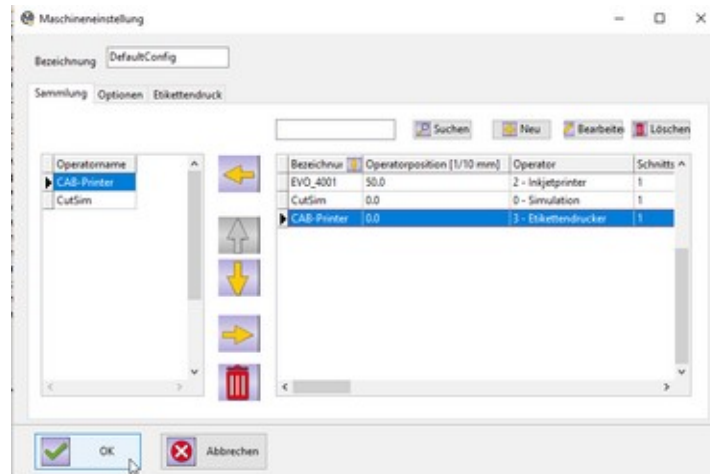 Maschineneinstellung
Bezeichnung DefaultConfig
Sammlung Optionen Etikettendruck
Suchen Neu Bearbeite Löschen
Operatorname
CAB-Printer
CutSim
Bezeichnur Operatorposition [1/10 mm] Operator Schnitts
EVO_4001 50.0 2 - Inkjetprinter 1
CutSim 0.0 0 - Simulation 1
CAB-Printer 0.0 3 - Etikettendrucker 1
OK Abbrechen